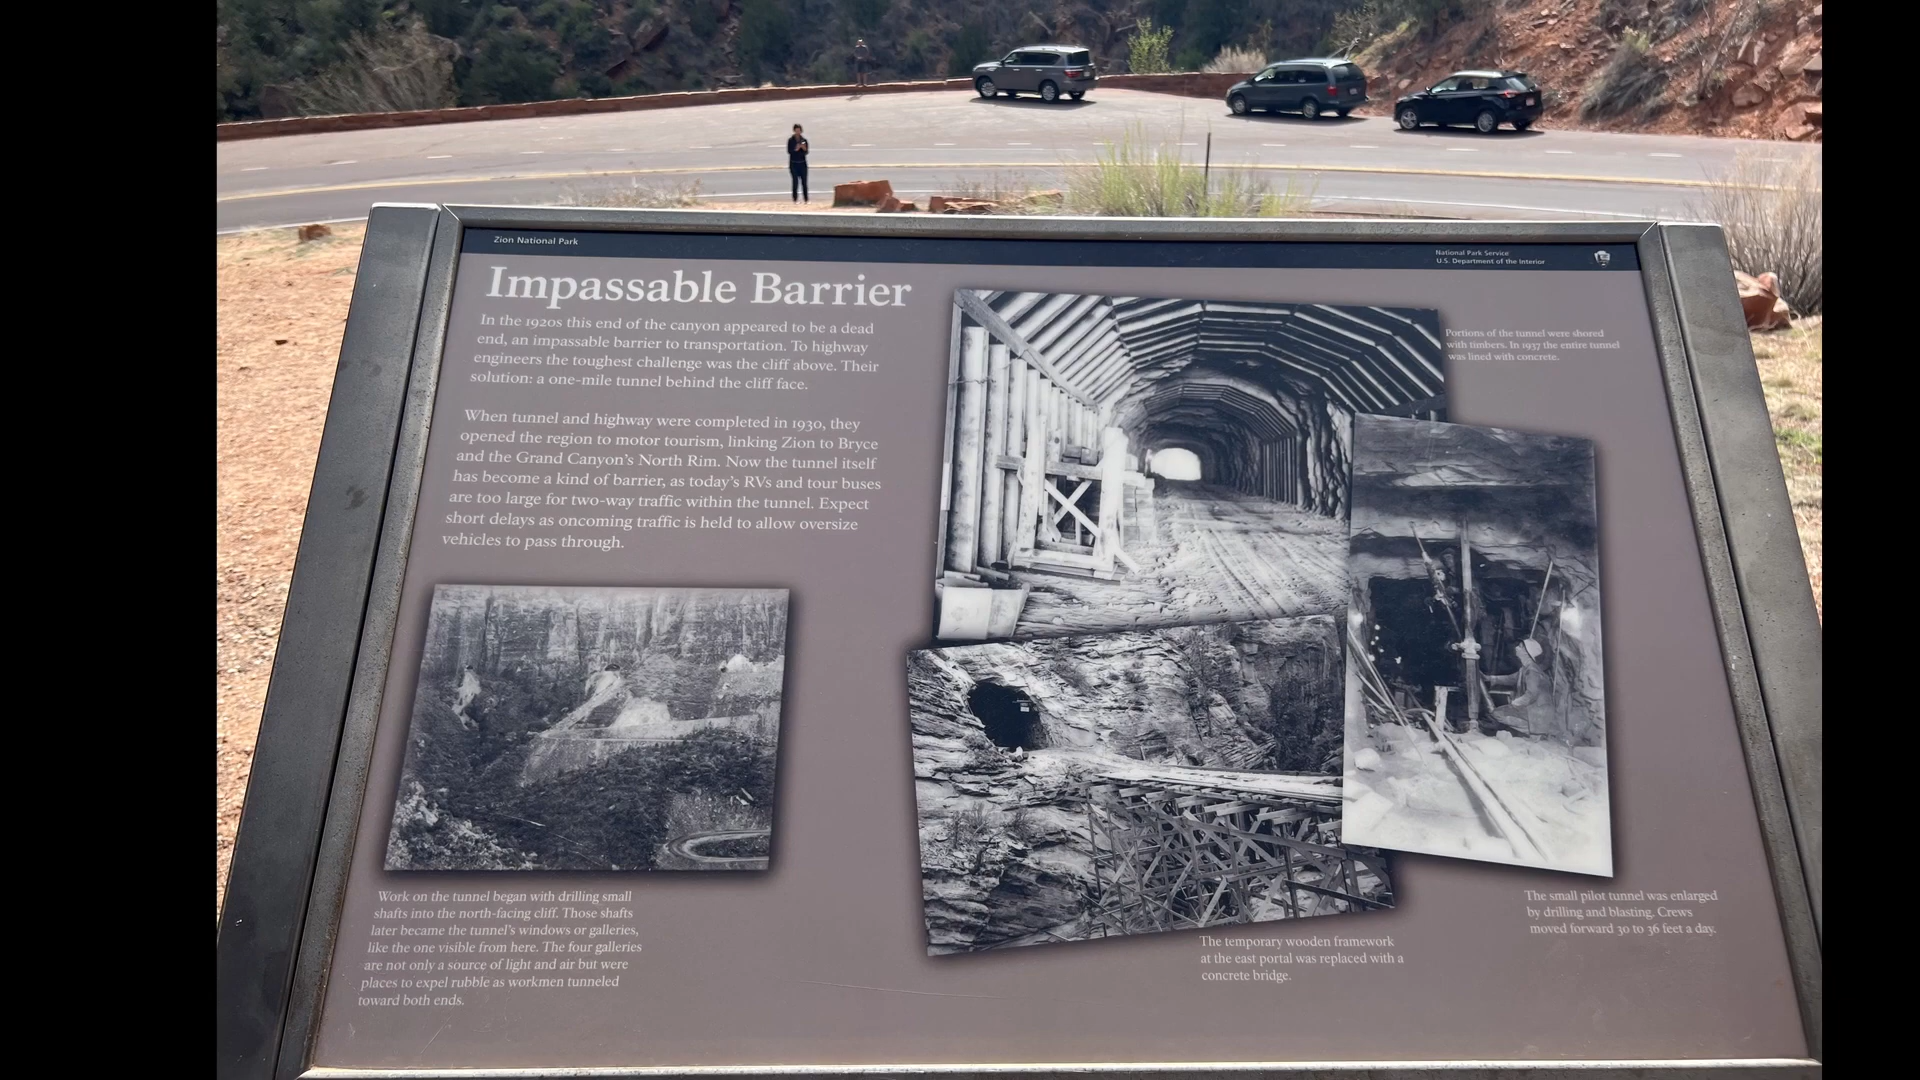 Zion National Park
National Park Service
U.S. Department of the Interior
Impassable Barrier
In the 1920s this end of the canyon appeared to be a dead
end, an impassable barrier to transportation. To highway
engineers the toughest challenge was the cliff above. Their
solution: a one-mile tunnel behind the cliff face.
When tunnel and highway were completed in 1930, they
opened the region to motor tourism, linking Zion to Bryce
and the Grand Canyon's North Rim. Now the tunnel itself
has become a kind of barrier, as today's RVs and tour buses
are too large for two-way traffic within the tunnel. Expect
short delays as oncoming traffic is held to allow oversize
vehicles to pass through.
Portions of the tunnel were shored
with timbers. In 1937 the entire tunnel
was lined with concrete.
Work on the tunnel began with drilling small
shafts into the north-facing cliff. Those shafts
later became the tunnel's windows or galleries,
like the one visible from here. The four galleries
are not only a source of light and air but were
places to expel rubble as workmen tunneled
toward both ends.
The temporary wooden framework
at the east portal was replaced with a
concrete bridge.
The small pilot tunnel was enlarged
by drilling and blasting. Crews
moved forward 30 to 36 feet a day.